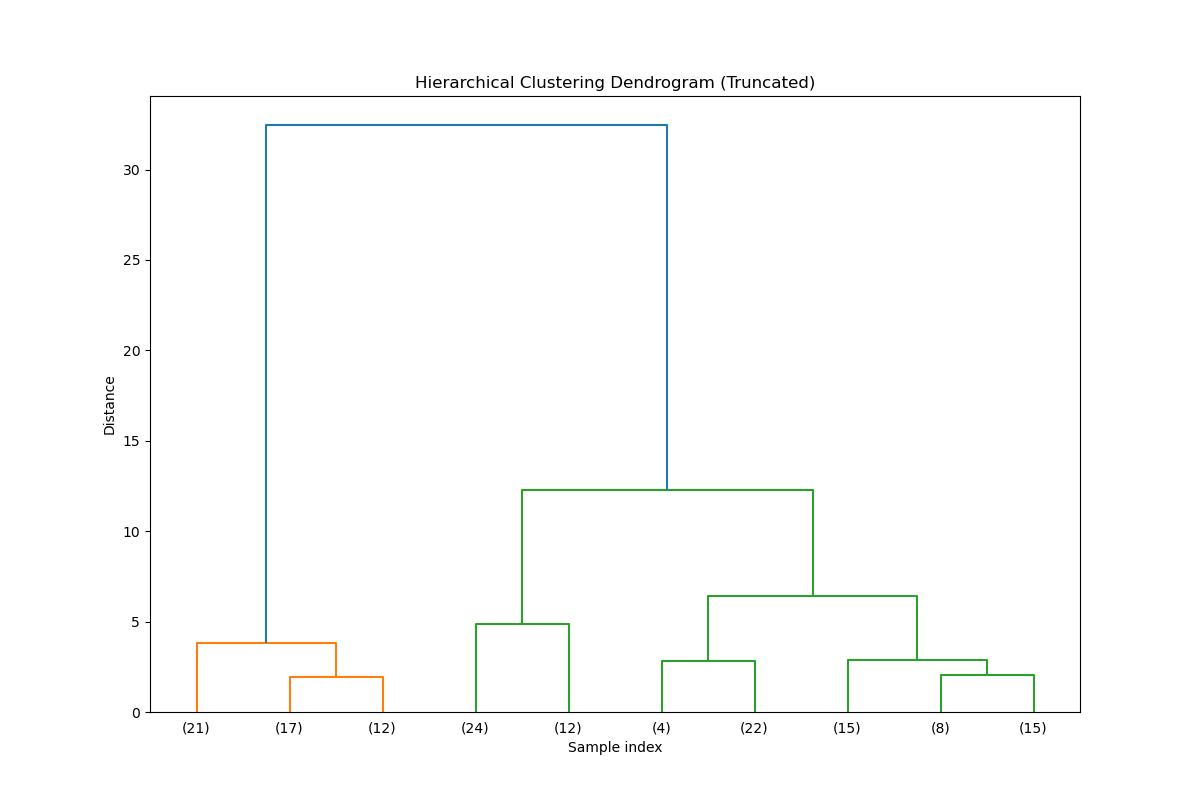 Hierarchical Clustering Dendrogram (Truncated)
30
25
20
15
10
5
0
Distance
(21) (17) (12) (24) (12) (4) (22) (15) (8) (15)
Sample index